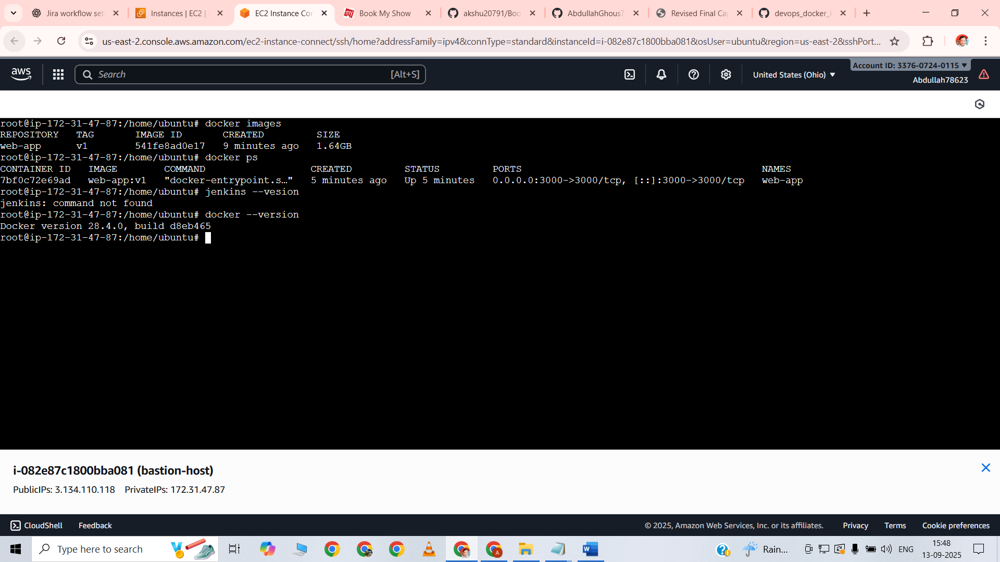 Jira workflow set
Instances | EC2 |
EC2 Instance Con
my
Book My Show
akshu20791/Boo
AbdullahGhous7
Revised Final Cap
devops_docker_k
us-east-2.console.aws.amazon.com/ec2-instance-connect/ssh/home?addressFamily=ipv4&connType=standard&instanceId=i-082e87c1800bba081&osUser=ubuntu&region=us-east-2&sshPort...
aws
Search
[Alt+S]
United States (Ohio)
Account ID: 3376-0724-0115
Abdullah78623
root@ip-172-31-47-87:/home/ubuntu# docker images
REPOSITORY TAG IMAGE ID CREATED SIZE
web-app v1 541fe8ad0e17 9 minutes ago 1.64GB
root@ip-172-31-47-87:/home/ubuntu# docker ps
CONTAINER ID IMAGE COMMAND CREATED STATUS PORTS NAMES
7bf0c72e69ad web-app:v1 "docker-entrypoint.s…" 5 minutes ago Up 5 minutes 0.0.0.0:3000->3000/tcp, [::]:3000->3000/tcp web-app
root@ip-172-31-47-87:/home/ubuntu# jenkins --vesion
jenkins: command not found
root@ip-172-31-47-87:/home/ubuntu# docker --version
Docker version 28.4.0, build d8eb465
root@ip-172-31-47-87:/home/ubuntu#
i-082e87c1800bba081 (bastion-host)
PublicIPs: 3.134.110.118 PrivateIPs: 172.31.47.87
CloudShell
Feedback
© 2025, Amazon Web Services, Inc. or its affiliates.
Privacy
Terms
Cookie preferences
Type here to search
Rain...
ENG
15:48
13-09-2025